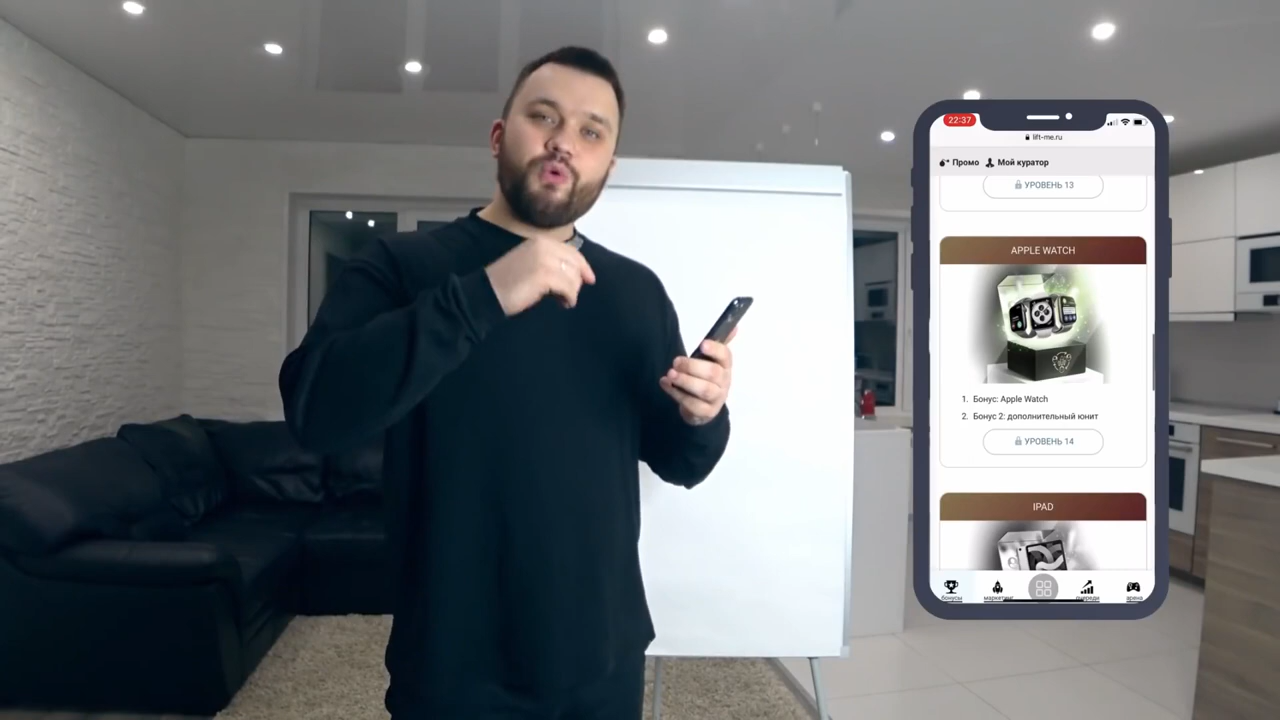 22:37
lift-me.ru
Промо Мой куратор
УРОВЕНЬ 13
APPLE WATCH
1. Бонус: Apple Watch
2. Бонус 2: дополнительный юнит
УРОВЕНЬ 14
IPAD
бонусы маркетинг очереди арена